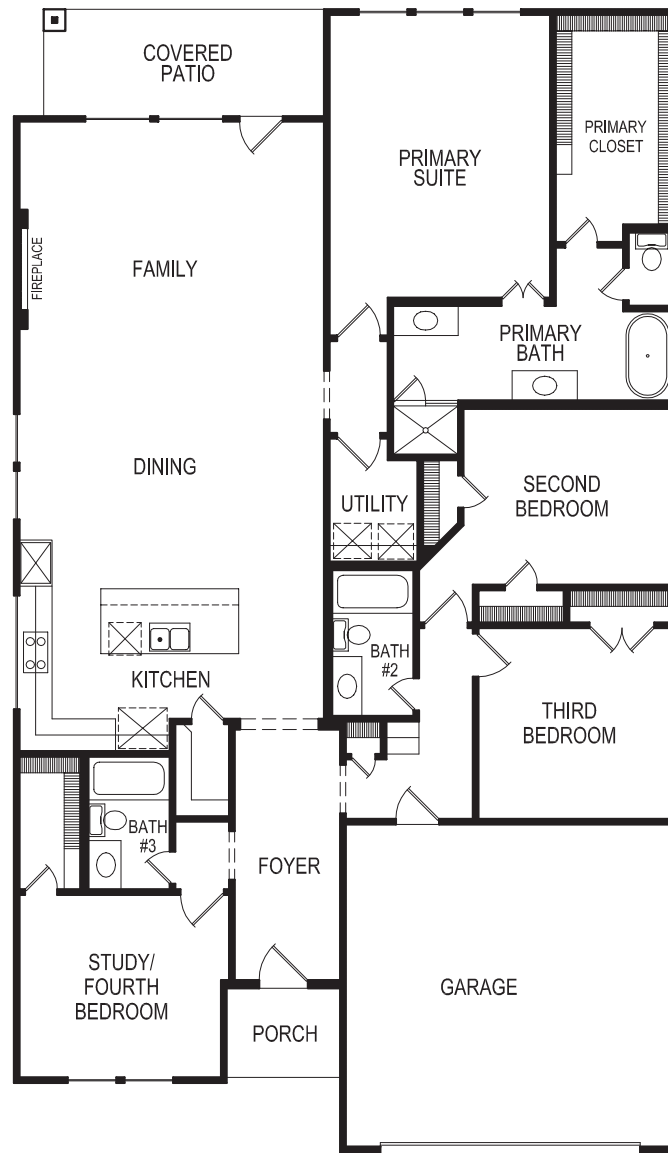 COVERED
PATIO
PRIMARY
SUITE
PRIMARY
CLOSET
FAMILY
FIREPLACE
PRIMARY
BATH
DINING
UTILITY
SECOND
BEDROOM
KITCHEN
BATH
#2
THIRD
BEDROOM
BATH
#3
FOYER
STUDY/
FOURTH
BEDROOM
GARAGE
PORCH